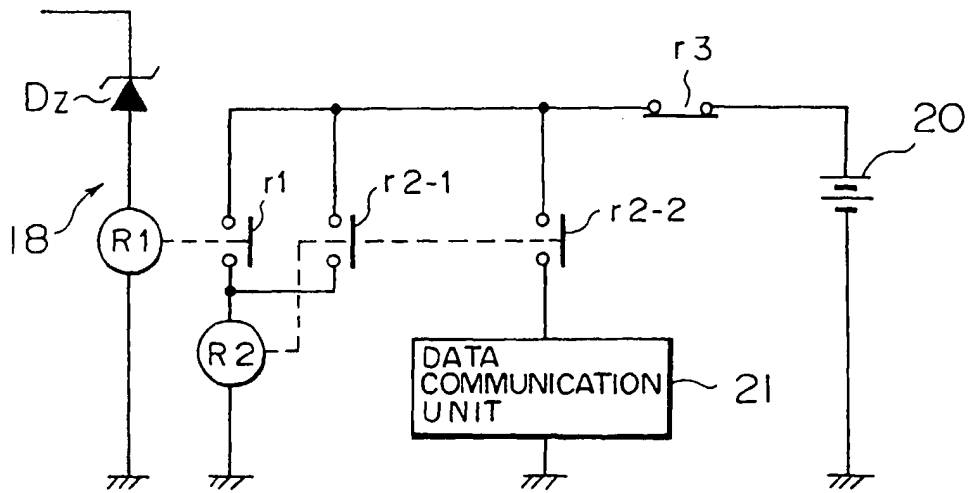 r3
Dz
20
r1
r2-1
r2-2
18
R1
R2
DATA
COMMUNICATION
UNIT
21